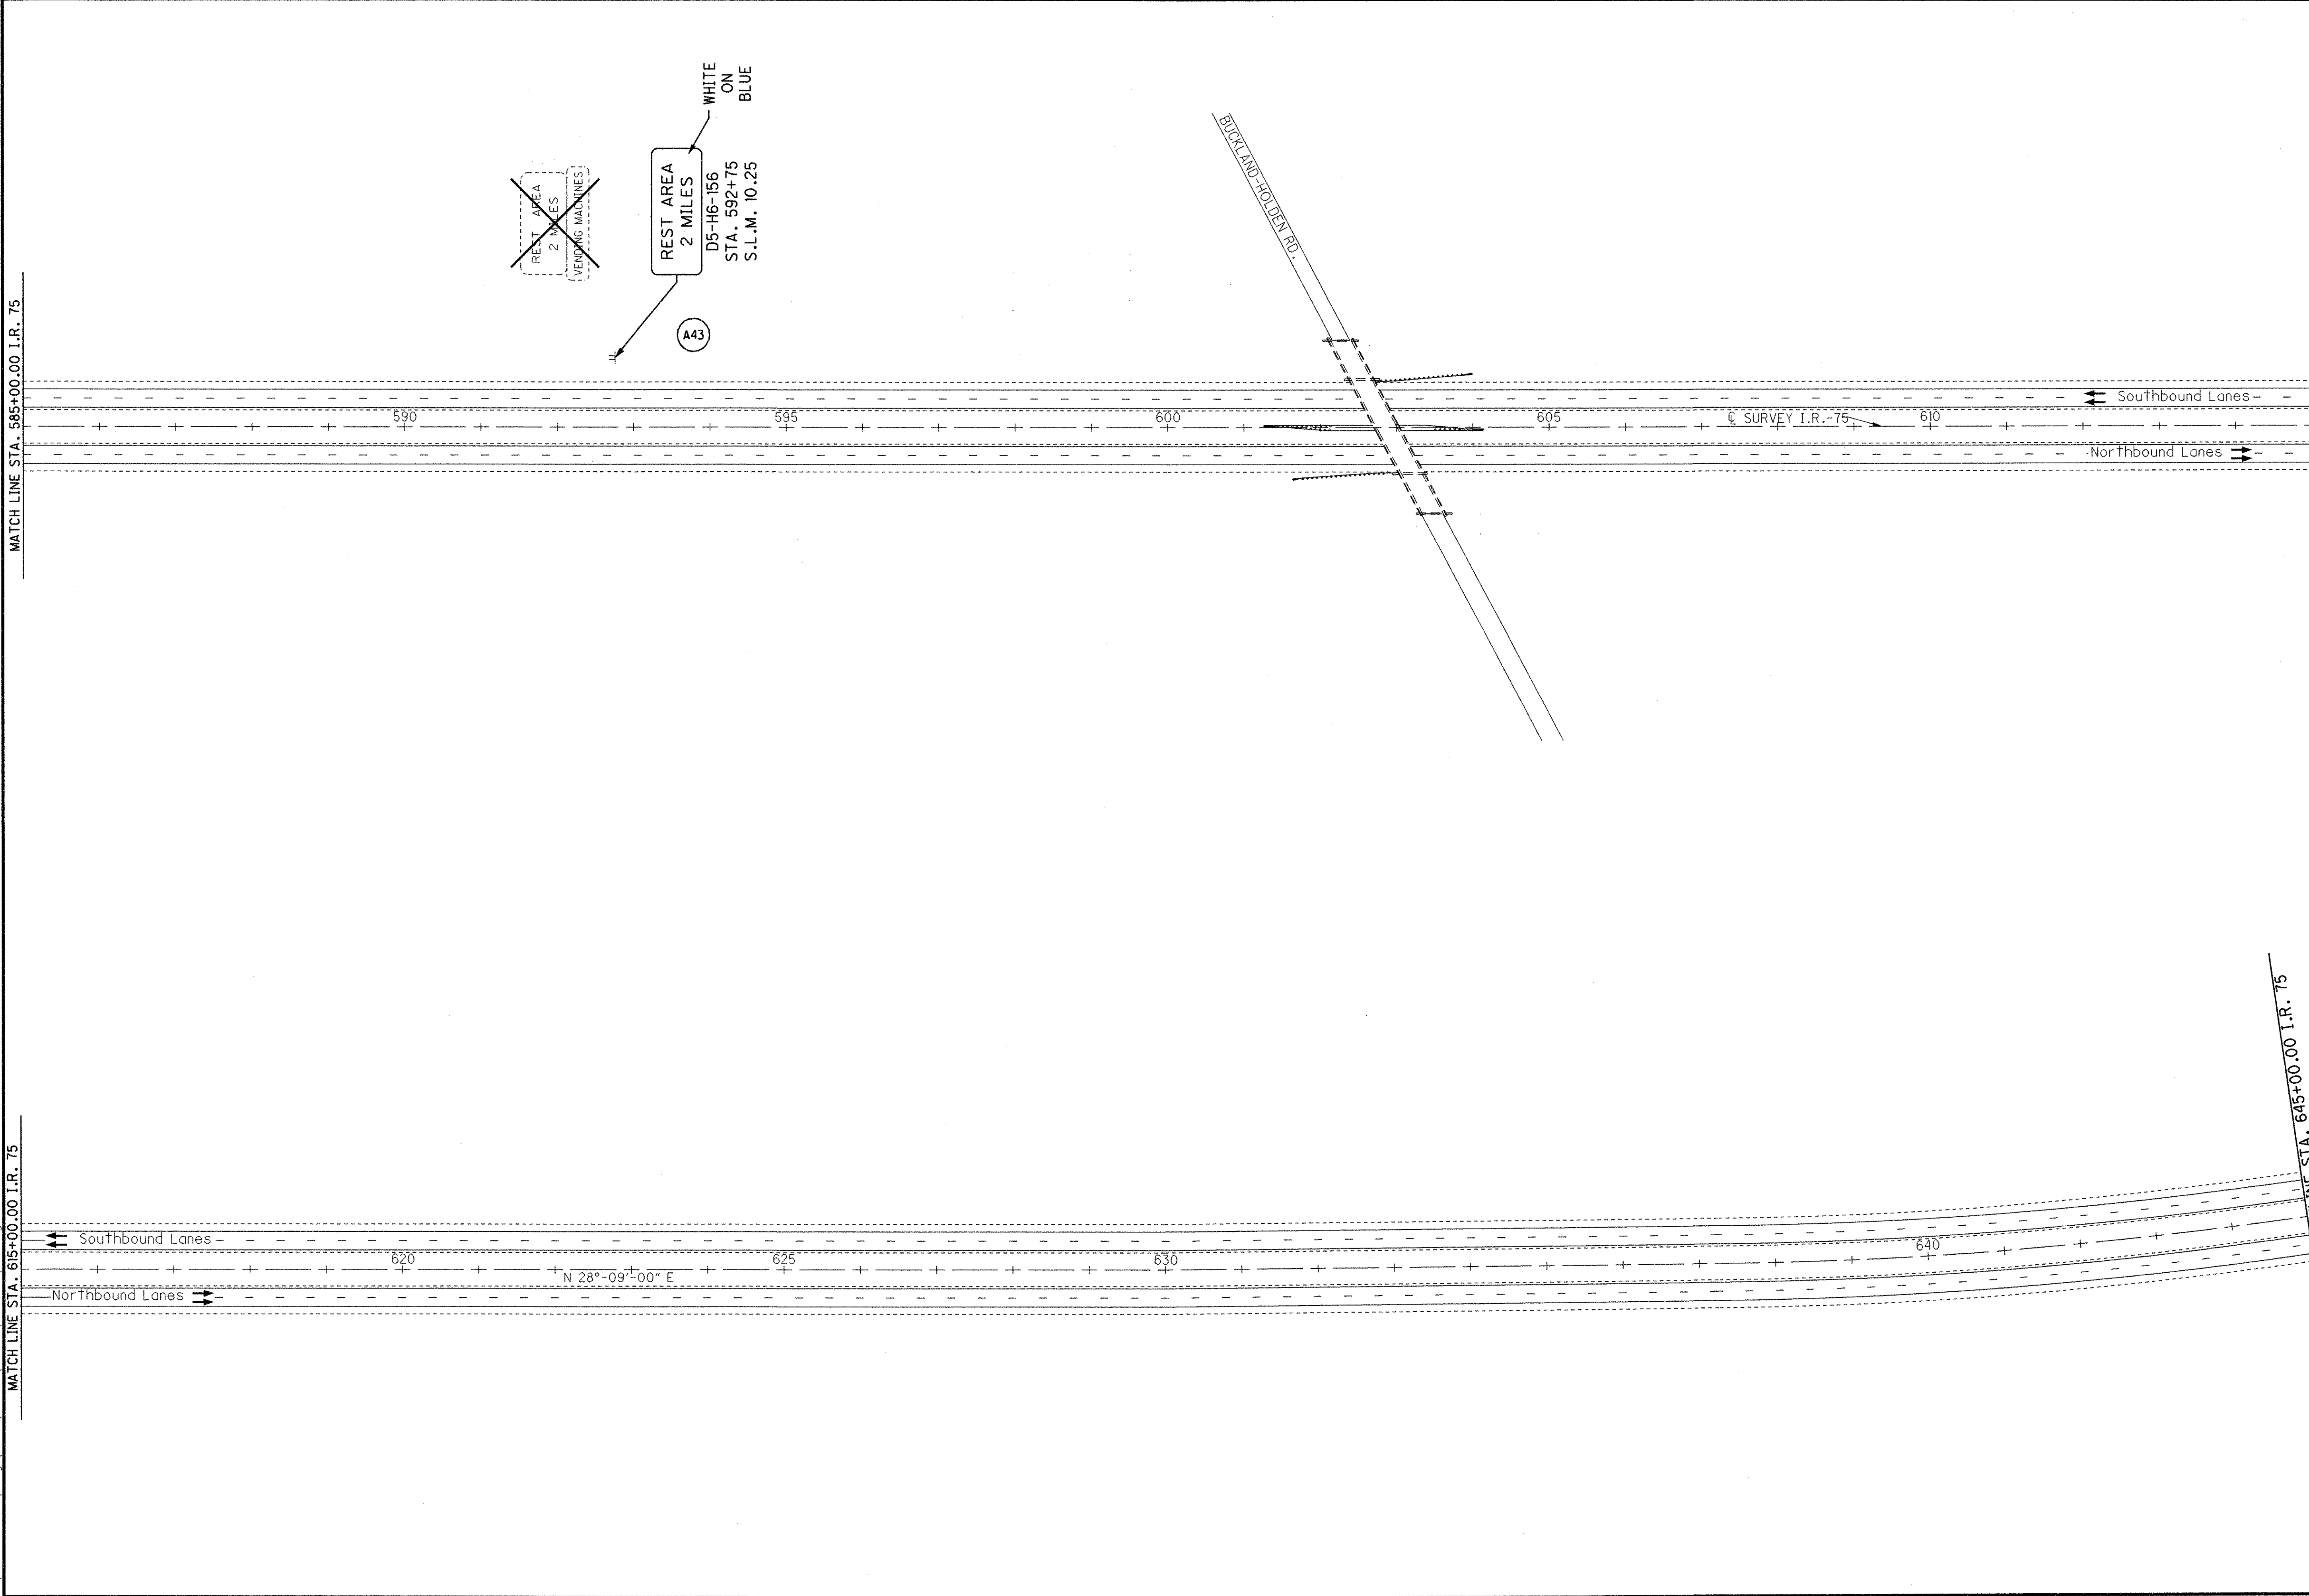 WHITE
ON
BLUE
REST AREA
2 MILES
VENDING MACHINES
REST AREA
2 MILES
D5-H6-156
STA. 592+75
S.L.M. 10.25
A43
BUCKLAND-HOLDEN RD.
MATCH LINE STA. 585+00.00 I.R. 75
Southbound Lanes
590
595
600
605
610
℄ SURVEY I.R.-75
Northbound Lanes
STA. 645+00.00 I.R. 75
MATCH LINE STA. 615+00.00 I.R. 75
Southbound Lanes
620
625
630
640
N 28°-09'-00" E
Northbound Lanes